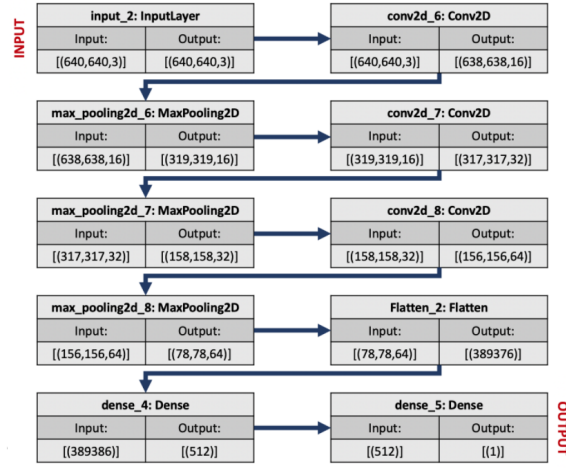 INPUT
input_2: InputLayer
Input: Output:
[(640,640,3)] [(640,640,3)]
conv2d_6: Conv2D
Input: Output:
[(640,640,3)] [(638,638,16)]
max_pooling2d_6: MaxPooling2D
Input: Output:
[(638,638,16)] [(319,319,16)]
conv2d_7: Conv2D
Input: Output:
[(319,319,16)] [(317,317,32)]
max_pooling2d_7: MaxPooling2D
Input: Output:
[(317,317,32)] [(158,158,32)]
conv2d_8: Conv2D
Input: Output:
[(158,158,32)] [(156,156,64)]
max_pooling2d_8: MaxPooling2D
Input: Output:
[(156,156,64)] [(78,78,64)]
Flatten_2: Flatten
Input: Output:
[(78,78,64)] [(389376)]
dense_4: Dense
Input: Output:
[(389386)] [(512)]
dense_5: Dense
Input: Output:
[(512)] [(1)]
OUTPUT